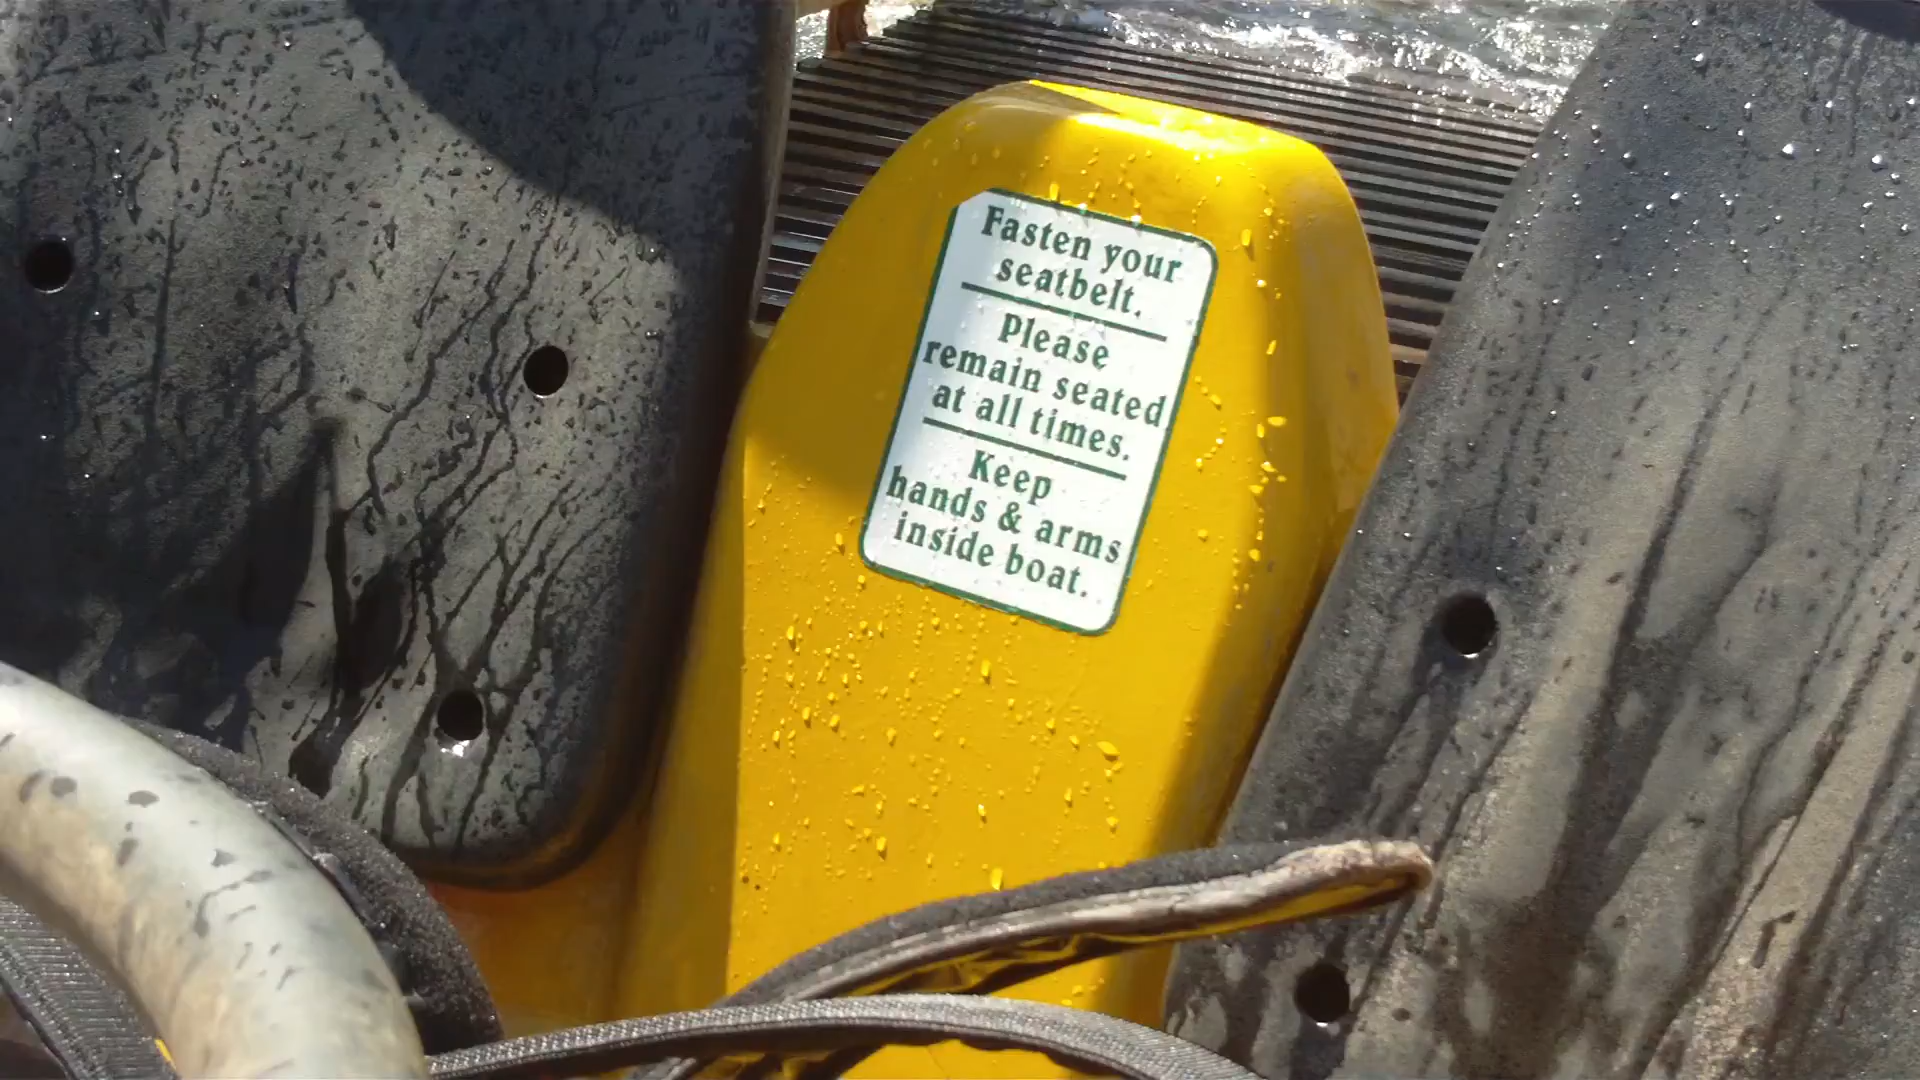 Fasten your
seatbelt.
Please
remain seated
at all times.
Keep
hands & arms
inside boat.